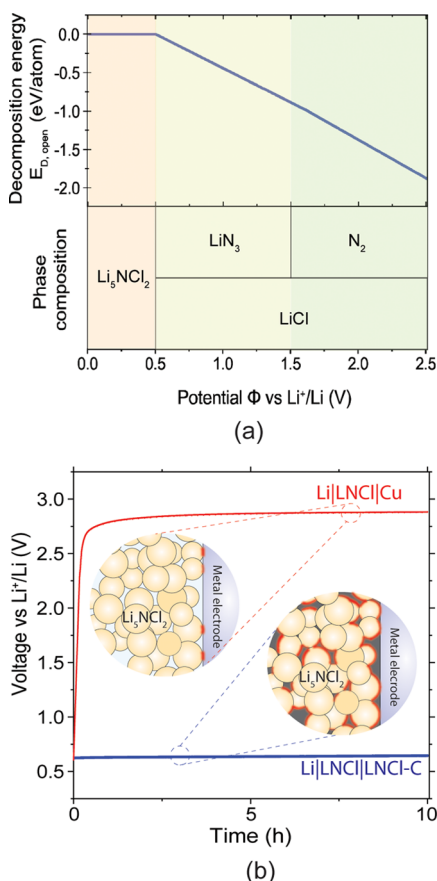 Decomposition energy
E_D, open (eV/atom)
0.0
-0.5
-1.0
-1.5
-2.0
Phase
composition
Li₅NCl₂
LiN₃
N₂
LiCl
0.0 0.5 1.0 1.5 2.0 2.5
Potential Φ vs Li⁺/Li (V)
(a)
Voltage vs Li⁺/Li (V)
3.0
2.5
2.0
1.5
1.0
0.5
Li|LNCl|Cu
Li₅NCl₂
Metal electrode
Li₅NCl₂
Metal electrode
Li|LNCl|LNCl-C
0 5 10
Time (h)
(b)